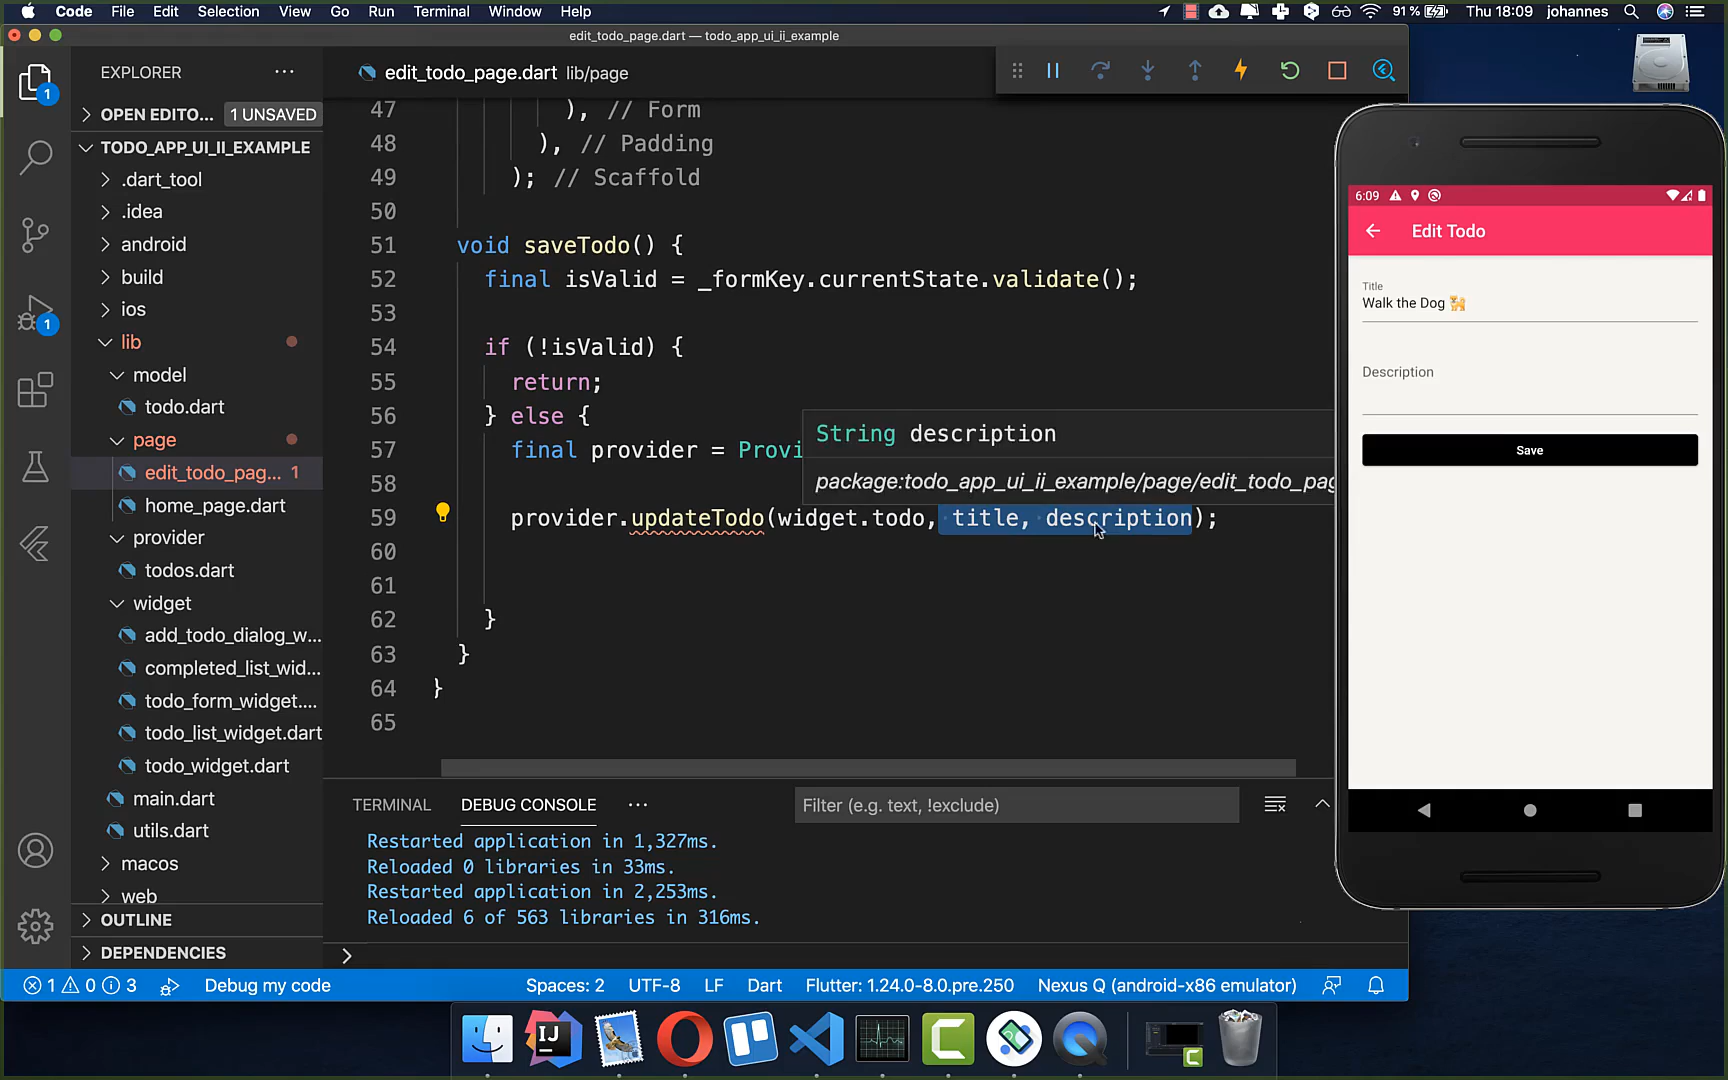 Code File Edit Selection View Go Run Terminal Window Help
91% Thu 18:09 johannes
edit_todo_page.dart — todo_app_ui_ii_example
EXPLORER
1
OPEN EDITO... 1 UNSAVED
TODO_APP_UI_II_EXAMPLE
.dart_tool
.idea
android
build
ios
1
lib
model
todo.dart
page
edit_todo_pag... 1
home_page.dart
provider
todos.dart
widget
add_todo_dialog_w...
completed_list_wid...
todo_form_widget....
todo_list_widget.dart
todo_widget.dart
main.dart
utils.dart
macos
web
OUTLINE
DEPENDENCIES
edit_todo_page.dart lib/page
47 ), // Form
48 ), // Padding
49 ); // Scaffold
50
51 void saveTodo() {
52 final isValid = _formKey.currentState.validate();
53
54 if (!isValid) {
55 return;
56 } else {
57 final provider = Provi
58
59 provider.updateTodo(widget.todo, title, description);
60
61
62 }
63 }
64 }
65
String description
package:todo_app_ui_ii_example/page/edit_todo_pag
TERMINAL DEBUG CONSOLE
Filter (e.g. text, !exclude)
Restarted application in 1,327ms.
Reloaded 0 libraries in 33ms.
Restarted application in 2,253ms.
Reloaded 6 of 563 libraries in 316ms.
1 0 3 Debug my code
Spaces: 2 UTF-8 LF Dart Flutter: 1.24.0-8.0.pre.250 Nexus Q (android-x86 emulator)
6:09
Edit Todo
Title
Walk the Dog 🐕
Description
Save
IJ
C
C